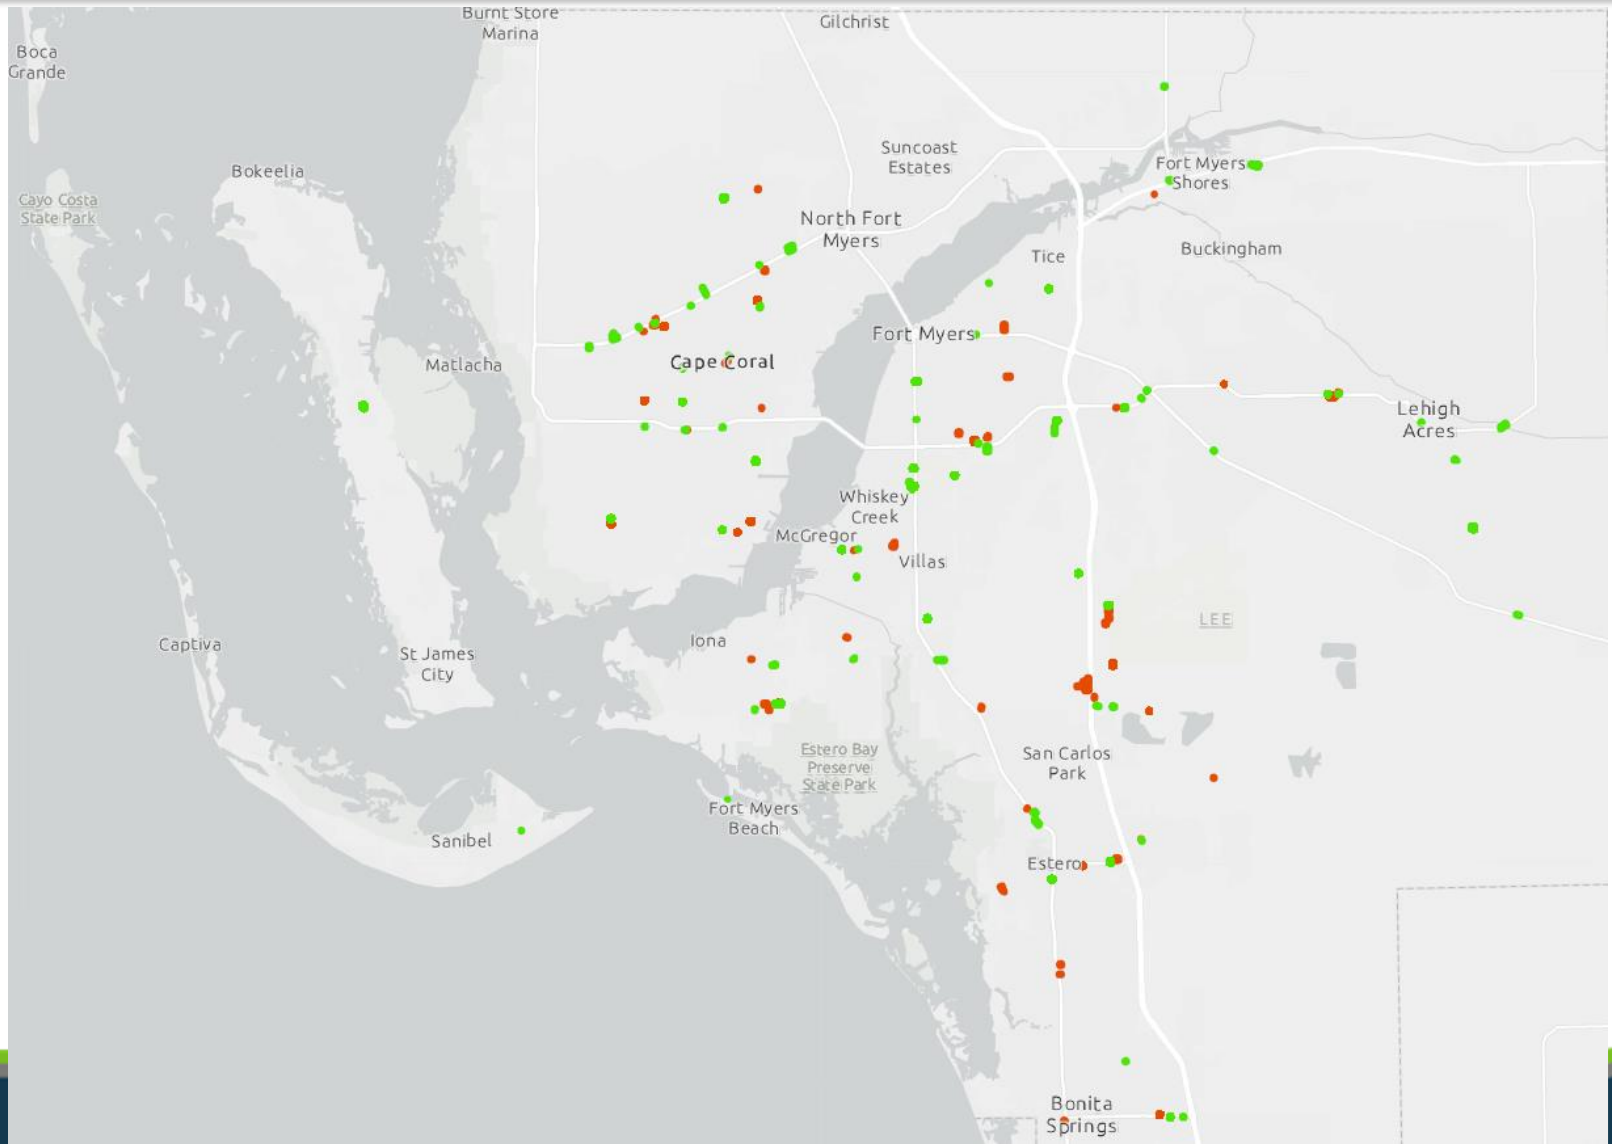 Burnt Store
Marina
Gilchrist
Boca
Grande
Suncoast
Estates
Fort Myers
Shores
Bokeelia
Cayo Costa
State Park
North Fort
Myers
Buckingham
Tice
Fort Myers
Cape Coral
Matlacha
Lehigh
Acres
Whiskey
Creek
McGregor
Villas
LEE
Iona
Captiva
St James
City
Estero Bay
Preserve
State Park
San Carlos
Park
Fort Myers
Beach
Sanibel
Estero
Bonita
Springs